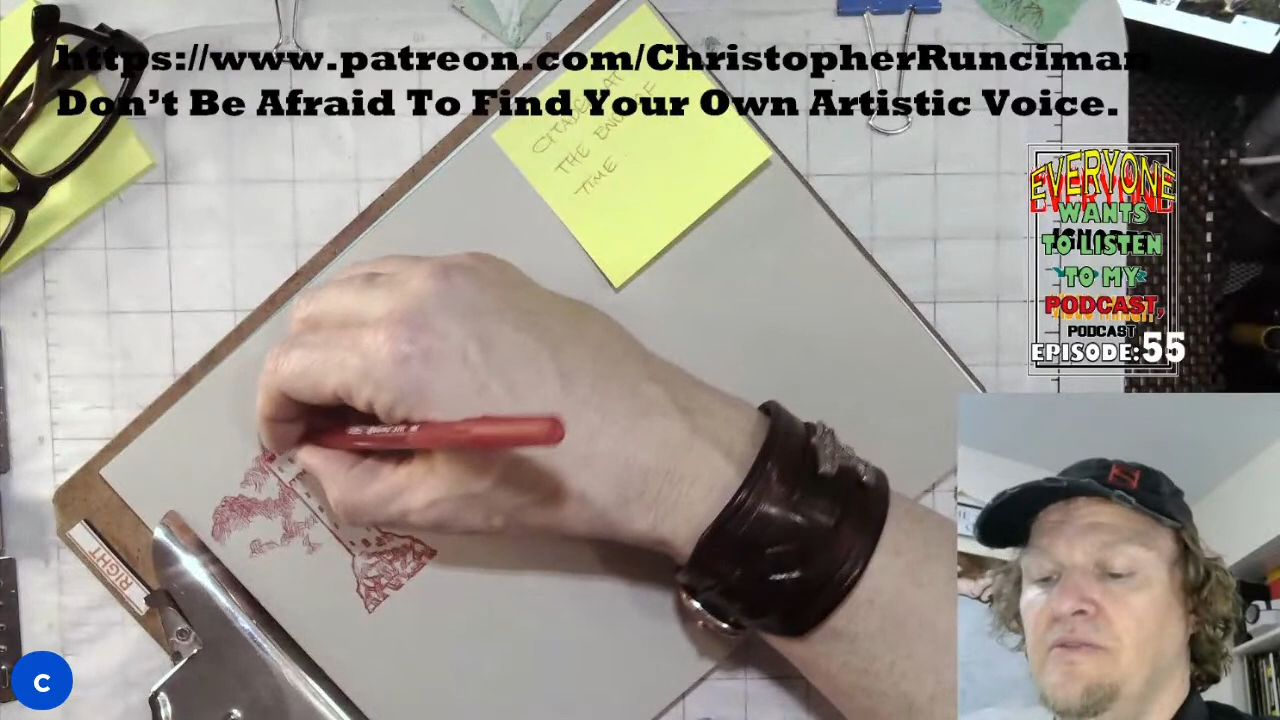 https://www.patreon.com/ChristopherRunciman
Don't Be Afraid To Find Your Own Artistic Voice.
CITADEL AT
THE END OF
TIME
EVERYONE
WANTS
TO LISTEN
TO MY
PODCAST,
PODCAST
EPISODE:55
RIGHT
C